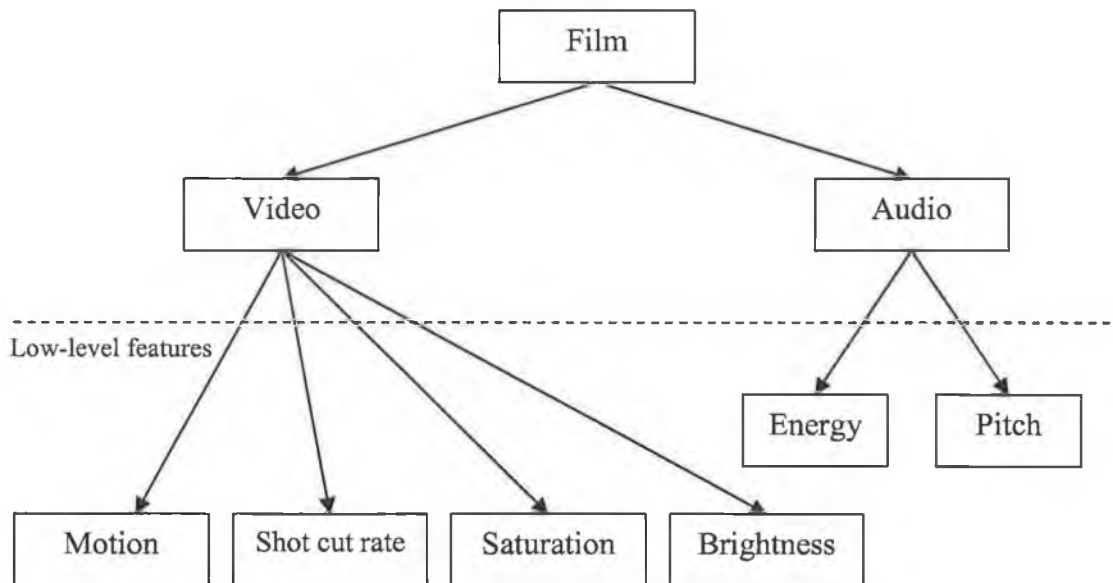 Film
Video
Audio
Low-level features
Energy
Pitch
Motion
Shot cut rate
Saturation
Brightness